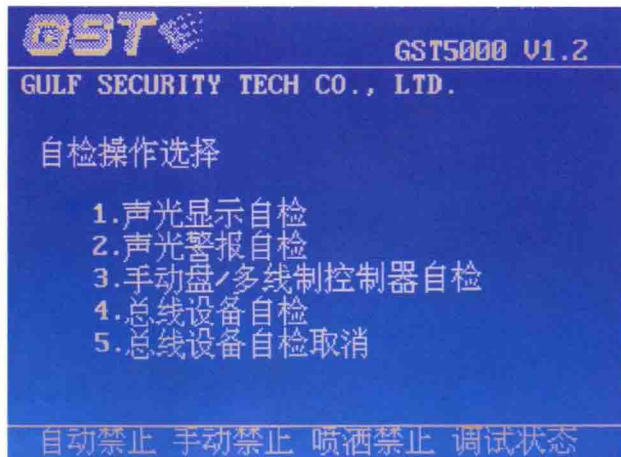 GST
GST5000 V1.2
GULF SECURITY TECH CO., LTD.
自检操作选择
1.声光显示自检
2.声光警报自检
3.手动盘/多线制控制器自检
4.总线设备自检
5.总线设备自检取消
自动禁止 手动禁止 喷洒禁止 调试状态